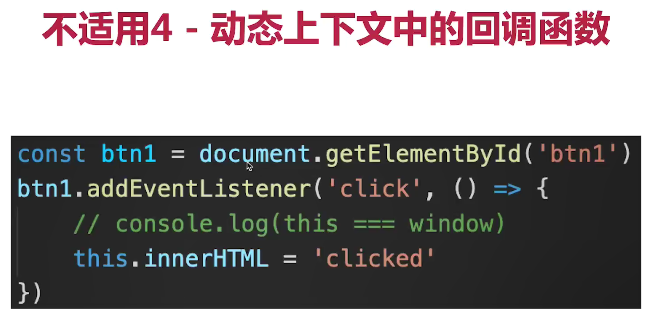 不适用4 - 动态上下文中的回调函数
const btn1 = document.getElementById('btn1')
btn1.addEventListener('click', () => {
    // console.log(this === window)
    this.innerHTML = 'clicked'
})